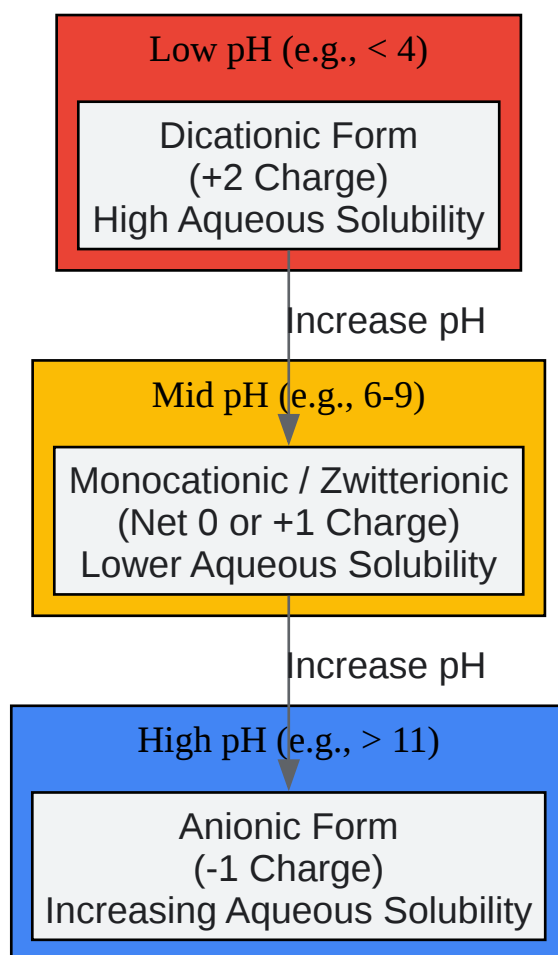 Low pH (e.g., < 4)
Dicationic Form
(+2 Charge)
High Aqueous Solubility
Increase pH
Mid pH (e.g., 6-9)
Monocationic / Zwitterionic
(Net 0 or +1 Charge)
Lower Aqueous Solubility
Increase pH
High pH (e.g., > 11)
Anionic Form
(-1 Charge)
Increasing Aqueous Solubility